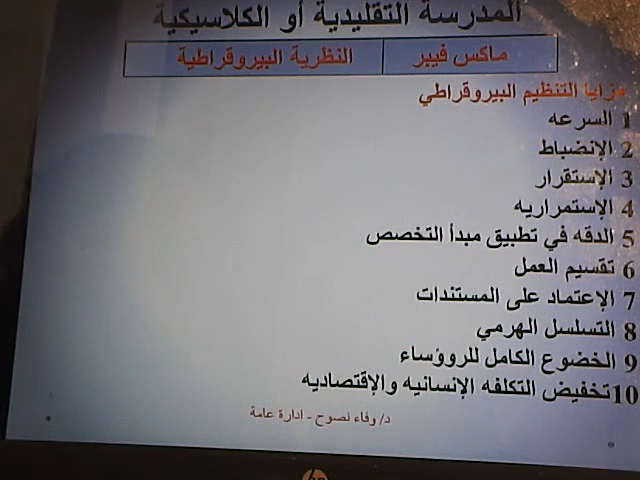 المدرسة التقليدية أو الكلاسيكية
ماكس فيبر النظرية البيروقراطية
مزايا التنظيم البيروقراطي
1 السرعه
2 الإنضباط
3 الإستقرار
4 الإستمراريه
5 الدقه في تطبيق مبدأ التخصص
6 تقسيم العمل
7 الإعتماد على المستندات
8 التسلسل الهرمي
9 الخضوع الكامل للروؤساء
10 تخفيض التكلفه الإنسانيه والإقتصاديه
د/ وفاء نصوح - ادارة عامة
hp